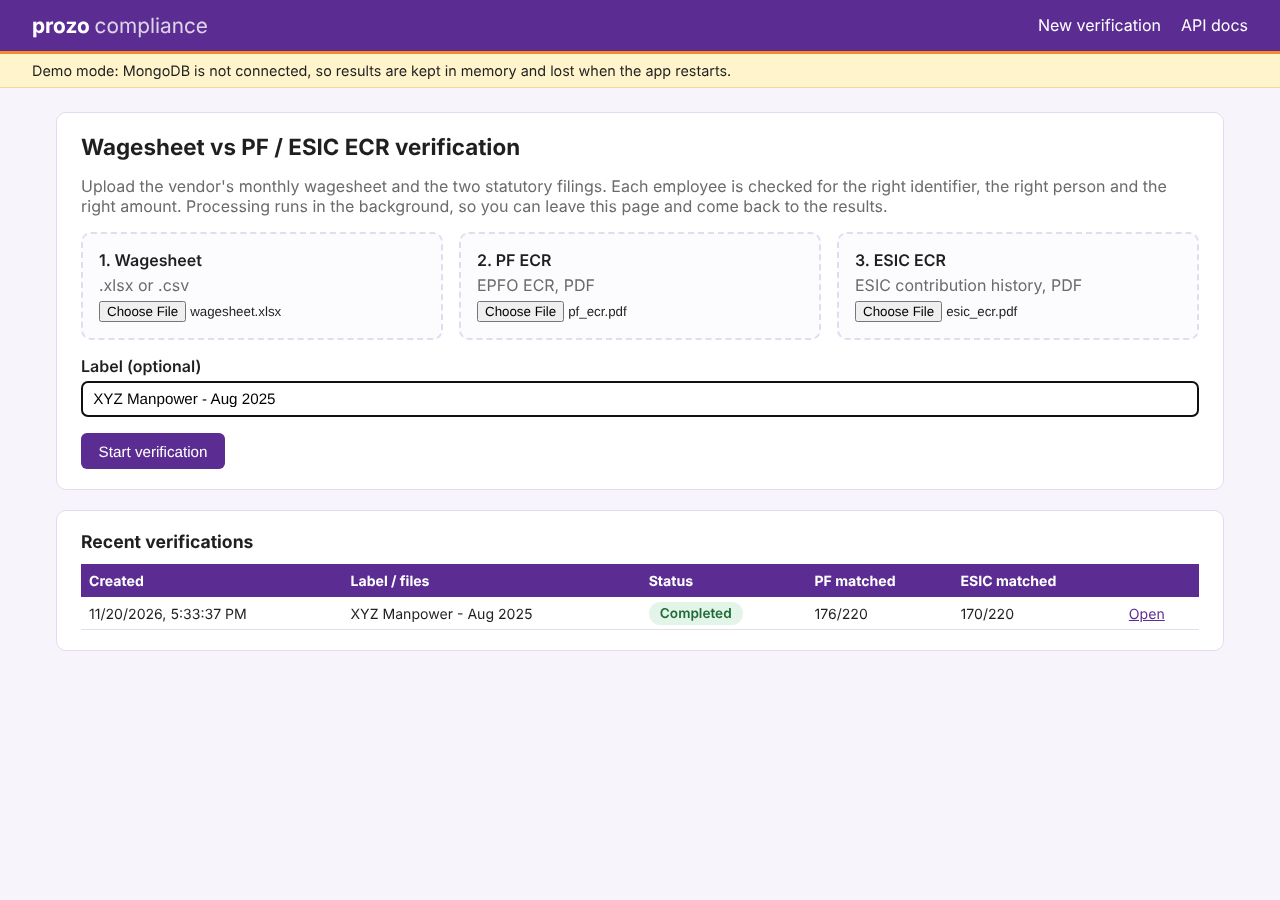 prozo compliance
New verification API docs
Demo mode: MongoDB is not connected, so results are kept in memory and lost when the app restarts.
Wagesheet vs PF / ESIC ECR verification
Upload the vendor's monthly wagesheet and the two statutory filings. Each employee is checked for the right identifier, the right person and the
right amount. Processing runs in the background, so you can leave this page and come back to the results.
1. Wagesheet
.xlsx or .csv
Choose File wagesheet.xlsx
2. PF ECR
EPFO ECR, PDF
Choose File pf_ecr.pdf
3. ESIC ECR
ESIC contribution history, PDF
Choose File esic_ecr.pdf
Label (optional)
XYZ Manpower - Aug 2025
Start verification
Recent verifications
Created Label / files Status PF matched ESIC matched
11/20/2026, 5:33:37 PM XYZ Manpower - Aug 2025 Completed 176/220 170/220 Open